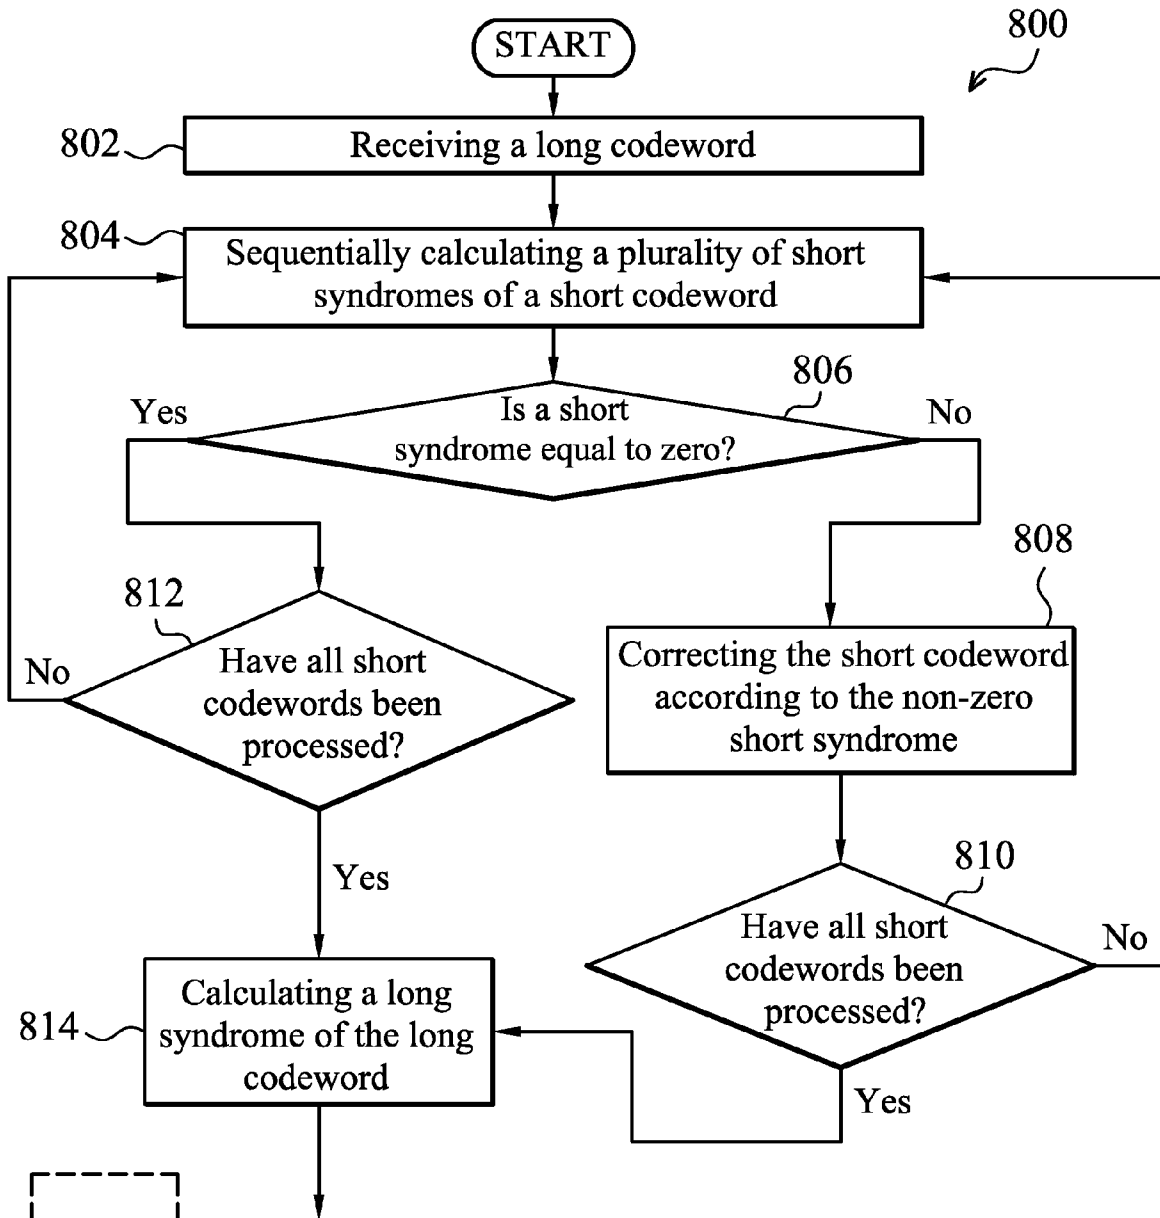 800
START
802
Receiving a long codeword
804
Sequentially calculating a plurality of short
syndromes of a short codeword
806
Yes
No
Is a short
syndrome equal to zero?
808
812
Correcting the short codeword
according to the non-zero
short syndrome
No
Have all short
codewords been
processed?
810
Yes
Have all short
codewords been
processed?
No
814
Calculating a long
syndrome of the long
codeword
Yes